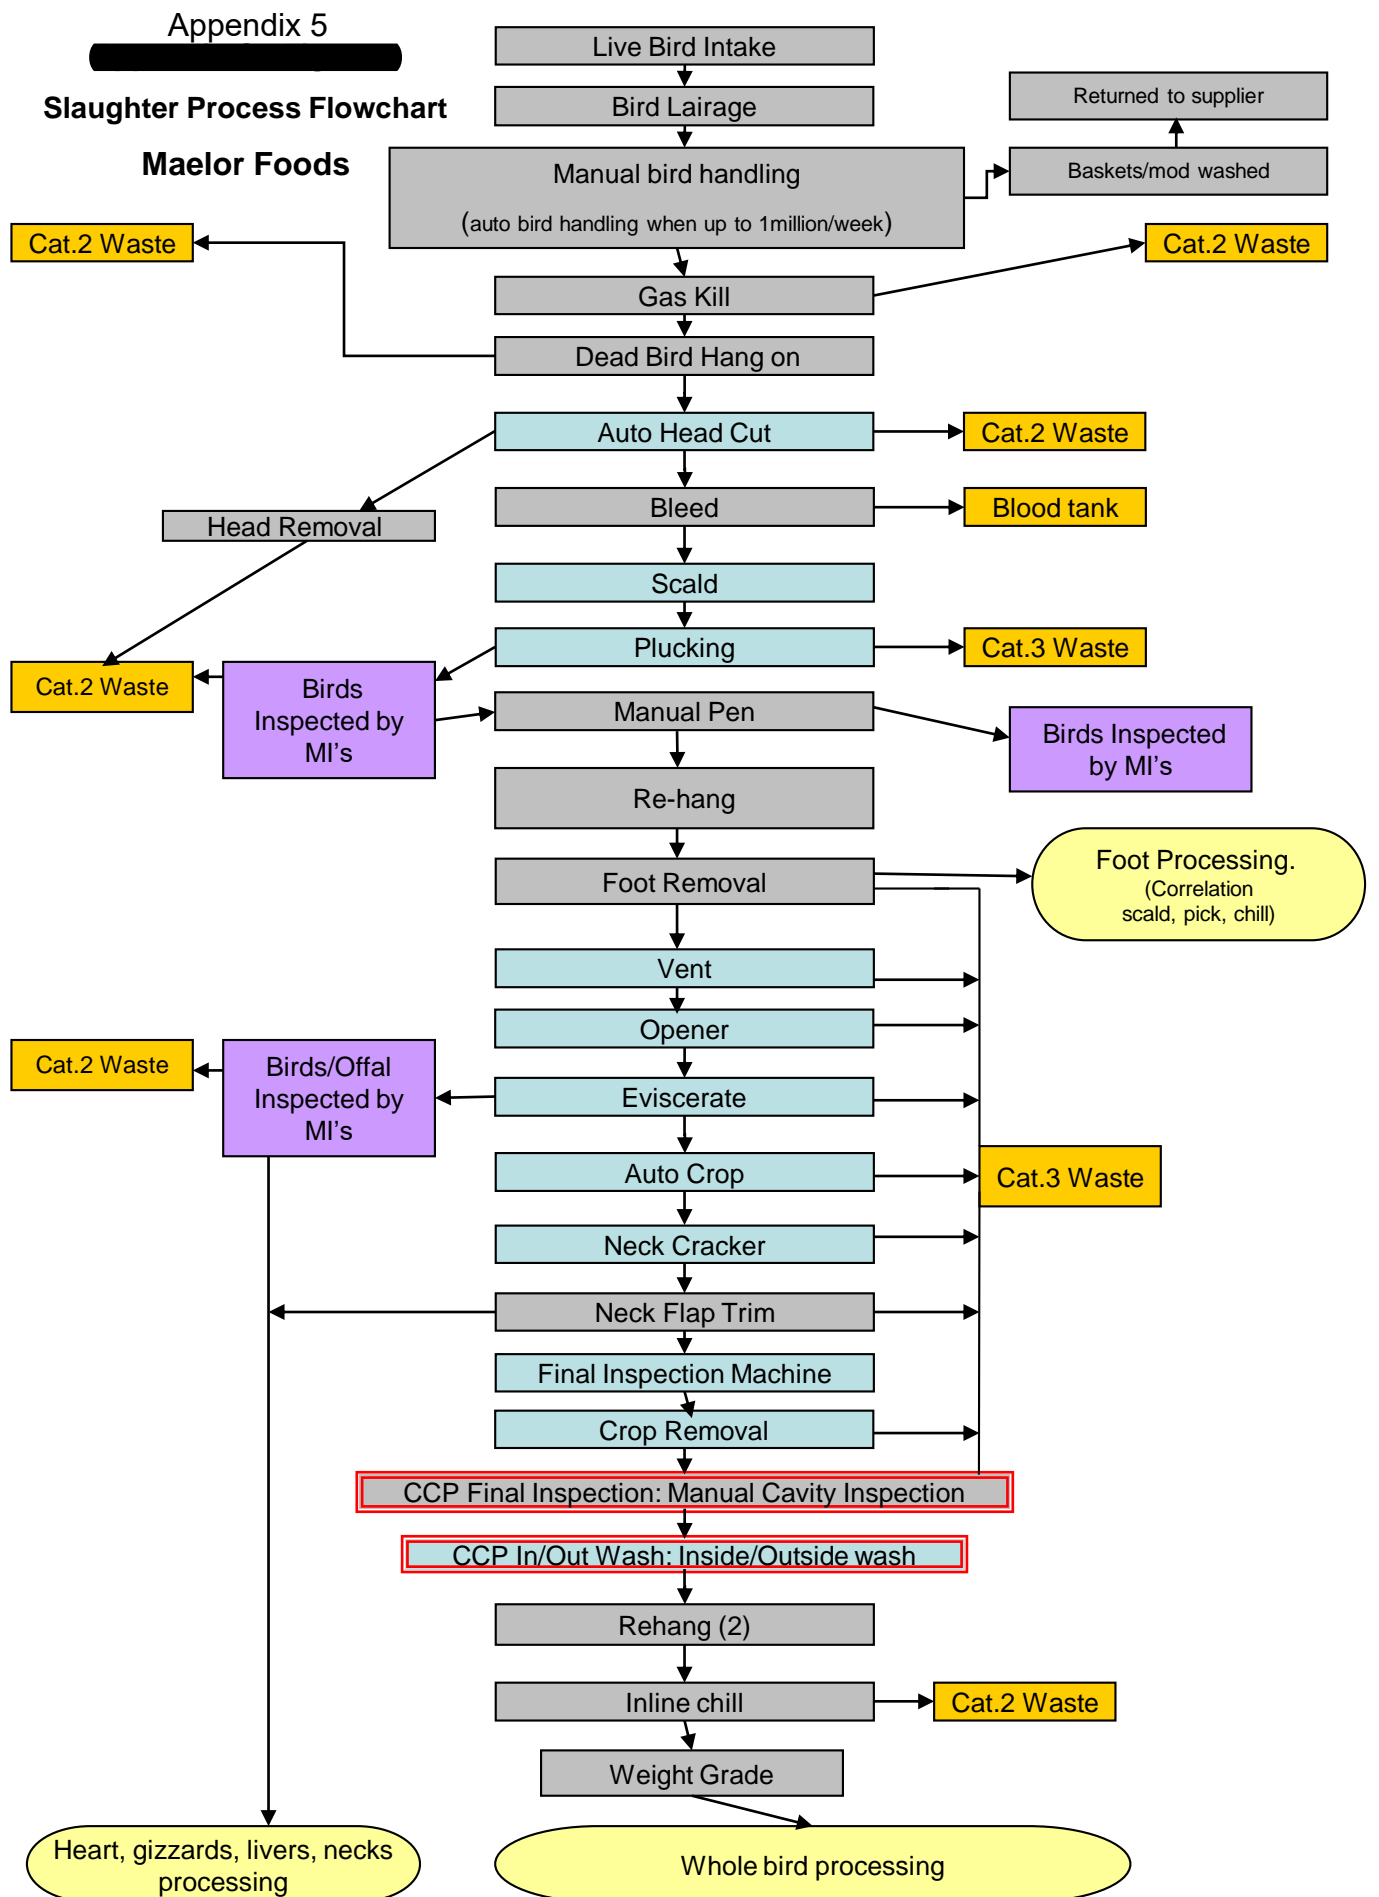 Appendix 5
Slaughter Process Flowchart
Maelor Foods
Live Bird Intake
Bird Lairage
Returned to supplier
Manual bird handling
(auto bird handling when up to 1million/week)
Baskets/mod washed
Cat.2 Waste
Cat.2 Waste
Gas Kill
Dead Bird Hang on
Auto Head Cut
Cat.2 Waste
Bleed
Blood tank
Head Removal
Scald
Plucking
Cat.3 Waste
Cat.2 Waste
Birds
Inspected by
MI's
Manual Pen
Birds Inspected
by MI's
Re-hang
Foot Removal
Foot Processing.
(Correlation
scald, pick, chill)
Vent
Opener
Cat.2 Waste
Birds/Offal
Inspected by
MI's
Eviscerate
Auto Crop
Cat.3 Waste
Neck Cracker
Neck Flap Trim
Final Inspection Machine
Crop Removal
CCP Final Inspection: Manual Cavity Inspection
CCP In/Out Wash: Inside/Outside wash
Rehang (2)
Inline chill
Cat.2 Waste
Weight Grade
Heart, gizzards, livers, necks
processing
Whole bird processing